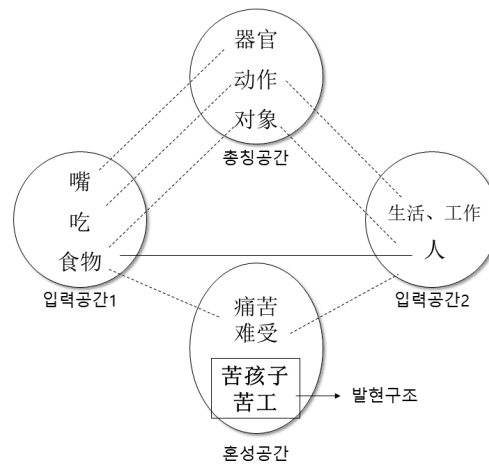 器官
动作
对象
총칭공간
嘴
吃
食物
입력공간1
生活、工作
人
입력공간2
痛苦
难受
苦孩子
苦工
발현구조
혼성공간